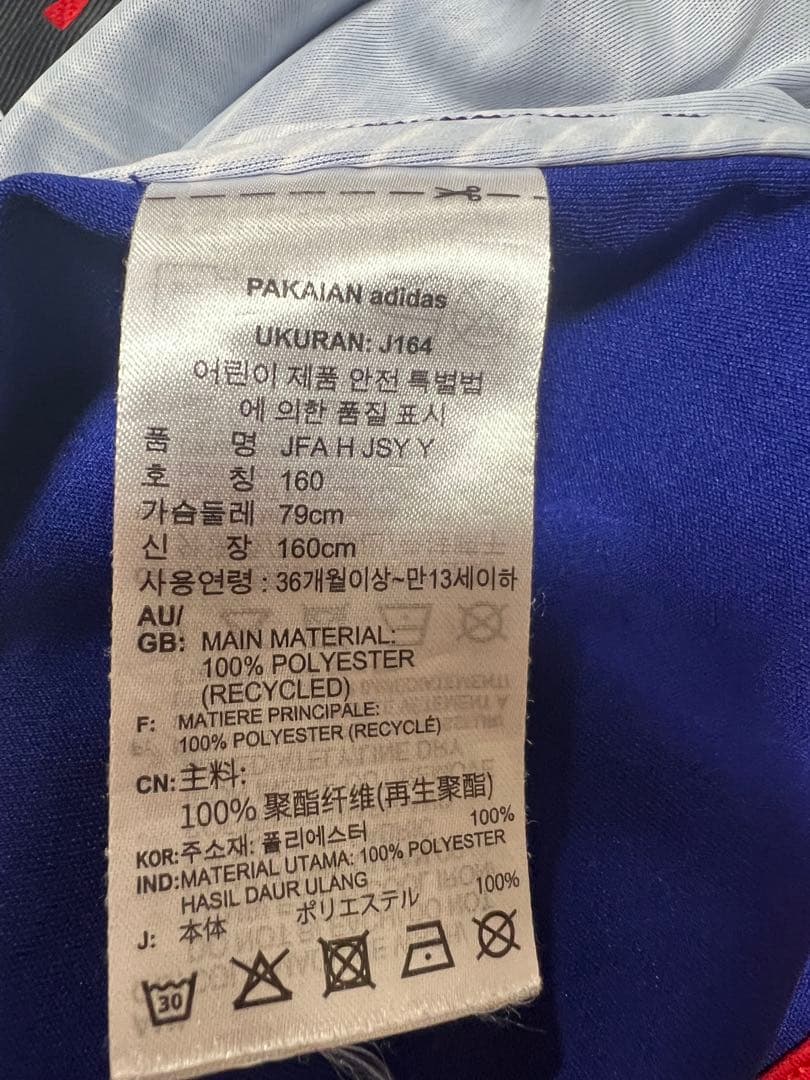 PAKAIAN adidas
UKURAN: J164
어린이 제품 안전 특별법
에 의한 품질 표시
품 명 JFA H JSY Y
호 칭 160
가슴둘레 79cm
신 장 160cm
사용연령 : 36개월이상~만13세이하
AU/
GB: MAIN MATERIAL:
100% POLYESTER
(RECYCLED)
F: MATIERE PRINCIPALE:
100% POLYESTER (RECYCLÉ)
CN: 主料:
100% 聚酯纤维(再生聚酯)
KOR: 주소재: 폴리에스터 100%
IND: MATERIAL UTAMA: 100% POLYESTER
HASIL DAUR ULANG
J: 本体 ポリエステル 100%
30